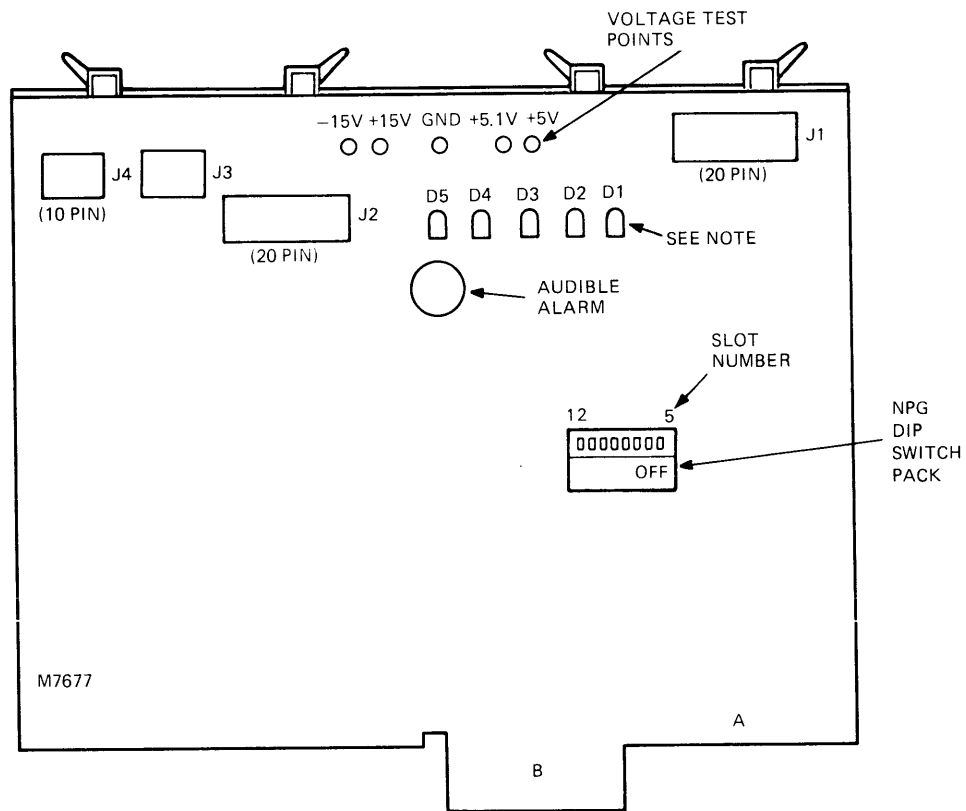 VOLTAGE TEST
POINTS
−15V +15V GND +5.1V +5V
J1
(20 PIN)
J4
(10 PIN)
J3
J2
(20 PIN)
D5 D4 D3 D2 D1
SEE NOTE
AUDIBLE
ALARM
SLOT
NUMBER
12 5
OFF
NPG
DIP
SWITCH
PACK
M7677
A
B